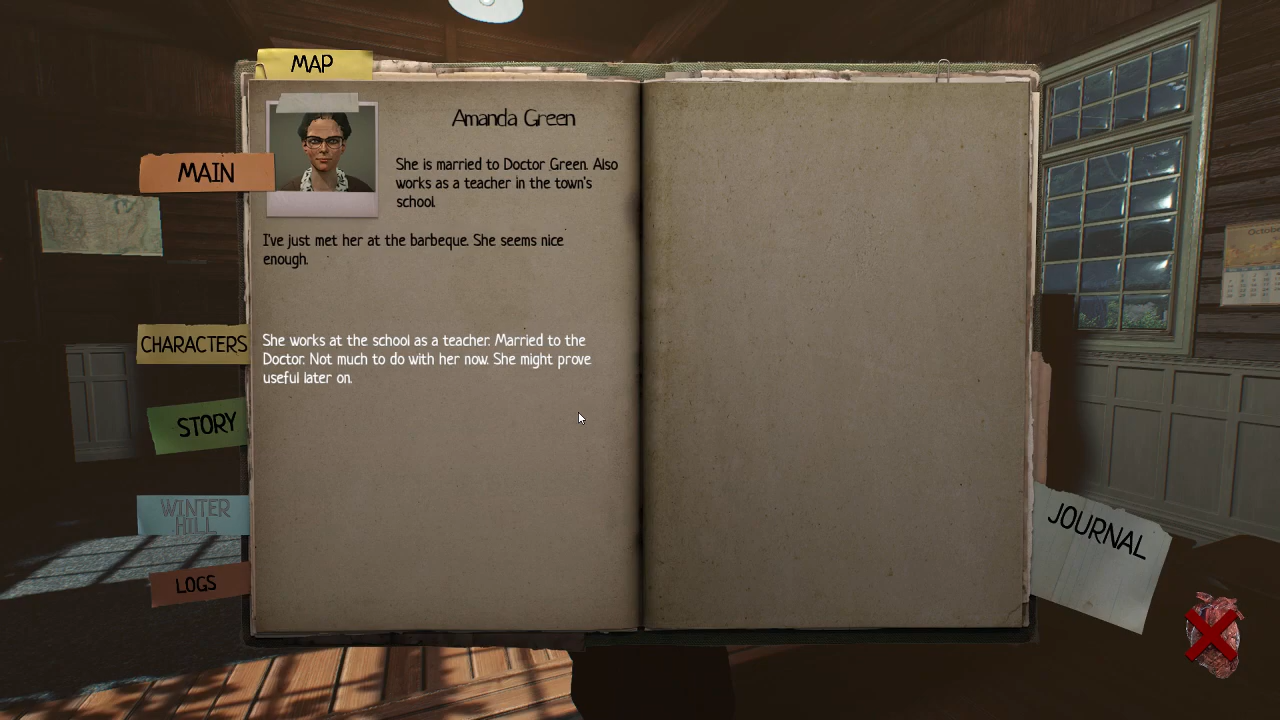 MAP
Amanda Green
MAIN
She is married to Doctor Green. Also
works as a teacher in the town's
school.
I've just met her at the barbeque. She seems nice
enough.
She works at the school as a teacher. Married to the
Doctor. Not much to do with her now. She might prove
useful later on.
CHARACTERS
STORY
WINTER
HILL
LOGS
JOURNAL